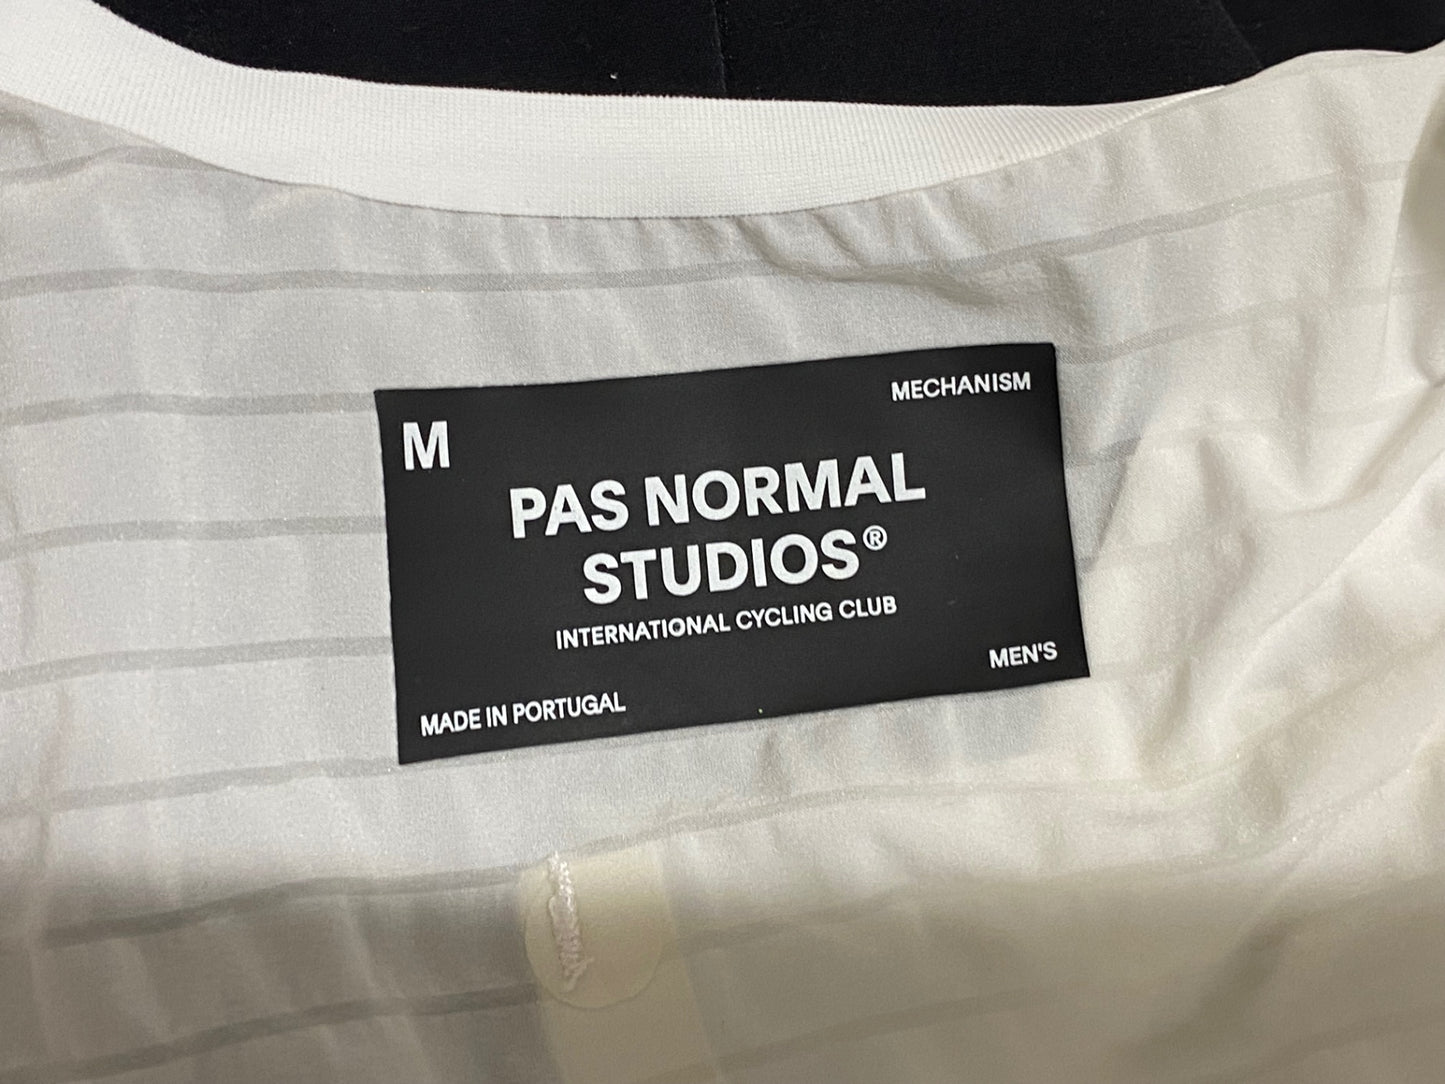 MECHANISM
M
PAS NORMAL
STUDIOS®
INTERNATIONAL CYCLING CLUB
MEN'S
MADE IN PORTUGAL